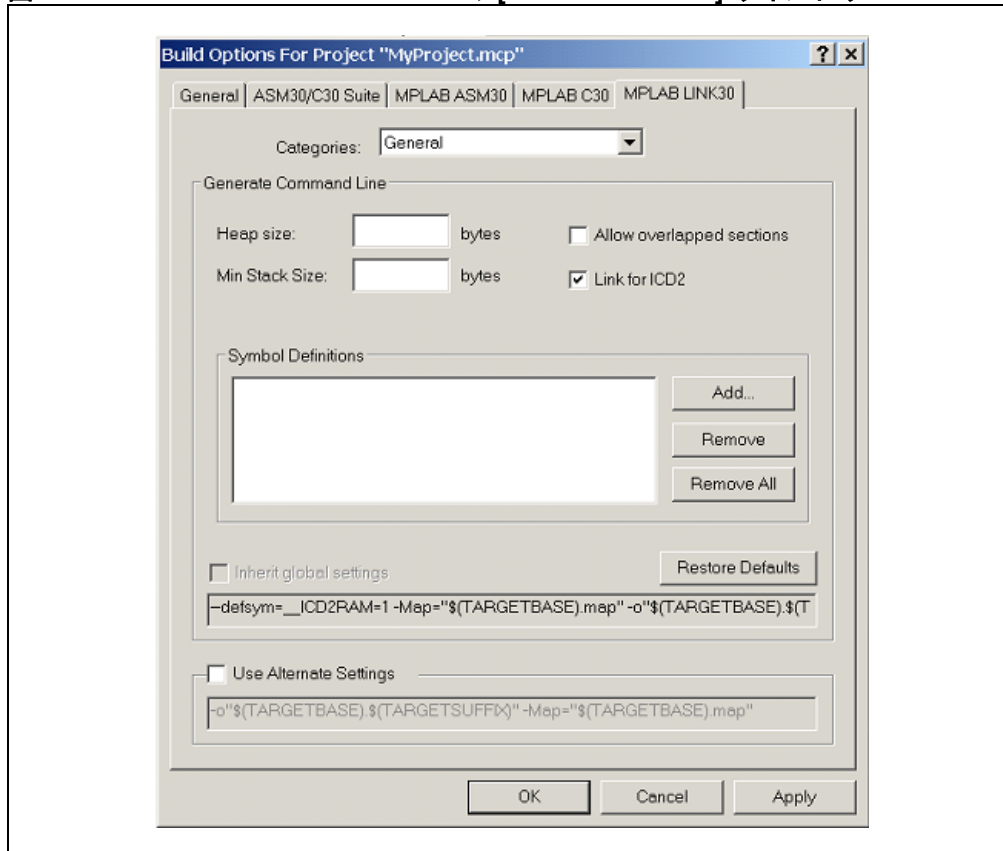 Build Options For Project "MyProject.mcp"
General ASM30/C30 Suite MPLAB ASM30 MPLAB C30 MPLAB LINK30
Categories: General
Generate Command Line
Heap size: bytes Allow overlapped sections
Min Stack Size: bytes Link for ICD2
Symbol Definitions
Add...
Remove
Remove All
Inherit global settings Restore Defaults
--defsym=__ICD2RAM=1 -Map="$(TARGETBASE).map" -o"$(TARGETBASE).$(T
Use Alternate Settings
-o"$(TARGETBASE).$(TARGETSUFFIX)" -Map="$(TARGETBASE).map"
OK Cancel Apply